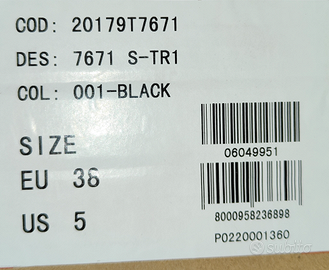 COD: 20179T7671
DES: 7671 S-TR1
COL: 001-BLACK
SIZE
EU 38
US 5
06049951
8000958236898
P0220001360